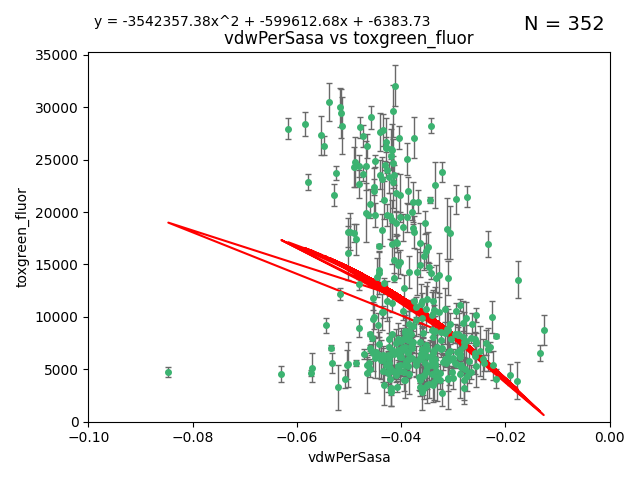 y = -3542357.38x^2 + -599612.68x + -6383.73
N = 352
vdwPerSasa vs toxgreen_fluor
35000
30000
25000
20000
15000
10000
5000
0
toxgreen_fluor
−0.10
−0.08
−0.06
−0.04
−0.02
0.00
vdwPerSasa